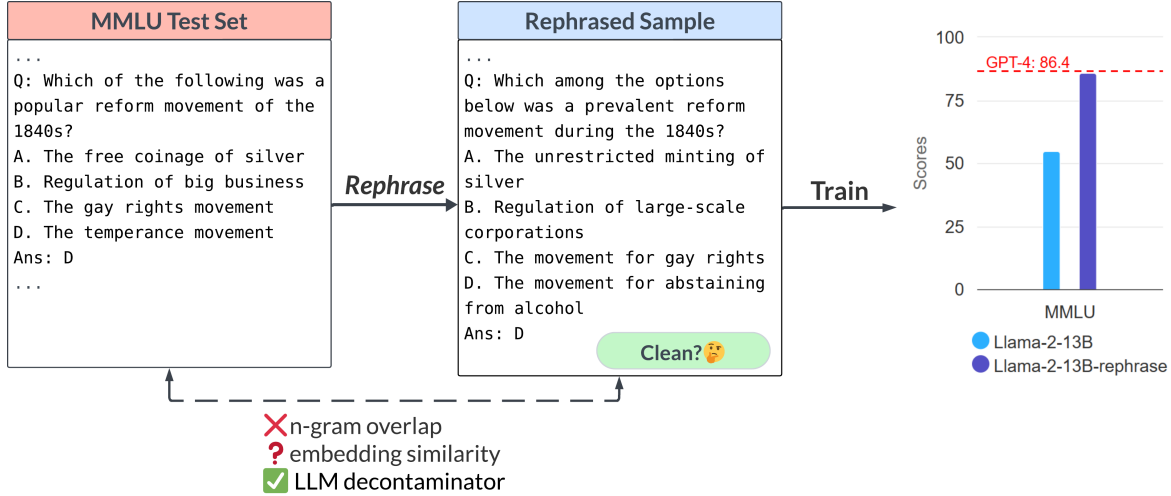 MMLU Test Set
...
Q: Which of the following was a
popular reform movement of the
1840s?
A. The free coinage of silver
B. Regulation of big business
C. The gay rights movement
D. The temperance movement
Ans: D
...
Rephrase
Rephrased Sample
...
Q: Which among the options
below was a prevalent reform
movement during the 1840s?
A. The unrestricted minting of
silver
B. Regulation of large-scale
corporations
C. The movement for gay rights
D. The movement for abstaining
from alcohol
Ans: D
Clean?🤔
Train
❌n-gram overlap
❓embedding similarity
✅ LLM decontaminator
Scores
100
75
50
25
0
GPT-4: 86.4
MMLU
Llama-2-13B
Llama-2-13B-rephrase